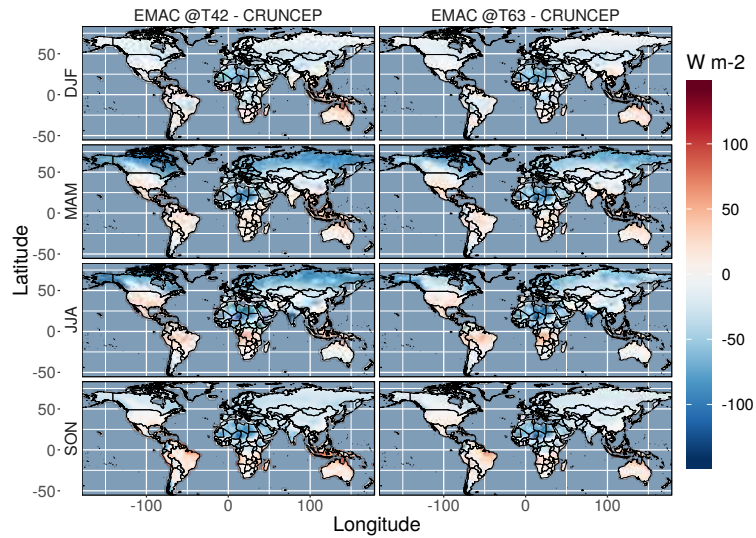 EMAC @T42 - CRUNCEP EMAC @T63 - CRUNCEP
W m-2
50
0
-50
DJF
50
0
-50
MAM
50
0
-50
JJA
50
0
-50
SON
Latitude
100
50
0
-50
-100
-100 0 100 -100 0 100
Longitude